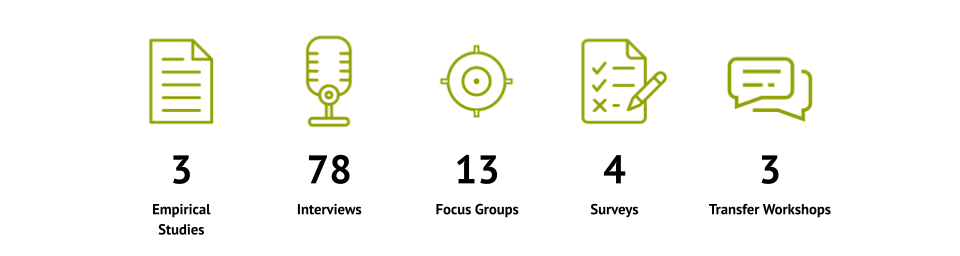 3
78
13
4
3
Empirical
Studies
Interviews
Focus Groups
Surveys
Transfer Workshops